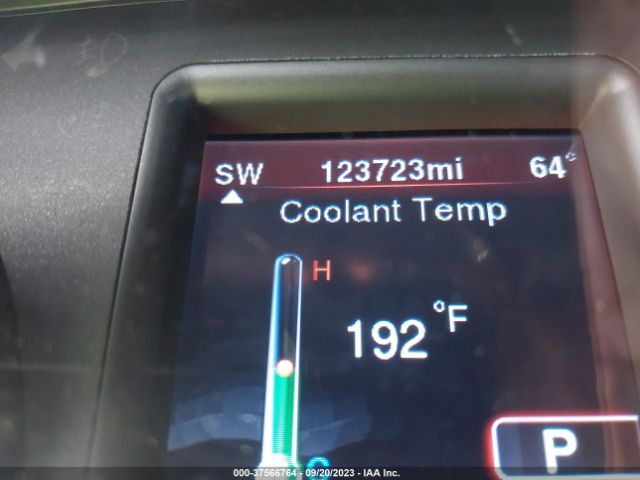 SW 123723mi 64°
Coolant Temp
H
192 °F
C
P
000-37566764 - 09/20/2023 - IAA Inc.